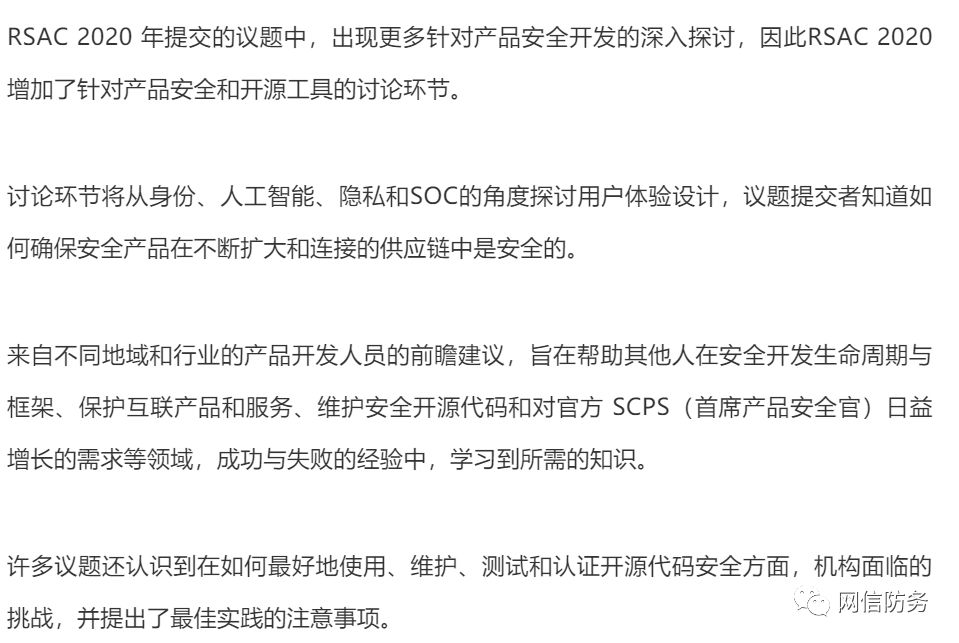 RSAC 2020 年提交的议题中，出现更多针对产品安全开发的深入探讨，因此RSAC 2020
增加了针对产品安全和开源工具的讨论环节。
讨论环节将从身份、人工智能、隐私和SOC的角度探讨用户体验设计，议题提交者知道如
何确保安全产品在不断扩大和连接的供应链中是安全的。
来自不同地域和行业的产品开发人员的前瞻建议，旨在帮助其他人在安全开发生命周期与
框架、保护互联产品和服务、维护安全开源代码和对官方 SCPS（首席产品安全官）日益
增长的需求等领域，成功与失败的经验中，学习到所需的知识。
许多议题还认识到在如何最好地使用、维护、测试和认证开源代码安全方面，机构面临的
挑战，并提出了最佳实践的注意事项。
网信防务